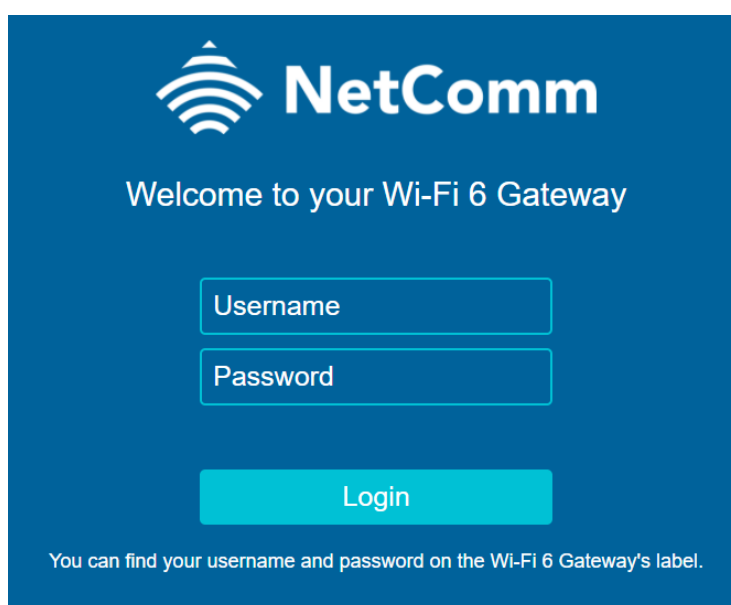 NetComm
Welcome to your Wi-Fi 6 Gateway
Username
Password
Login
You can find your username and password on the Wi-Fi 6 Gateway's label.